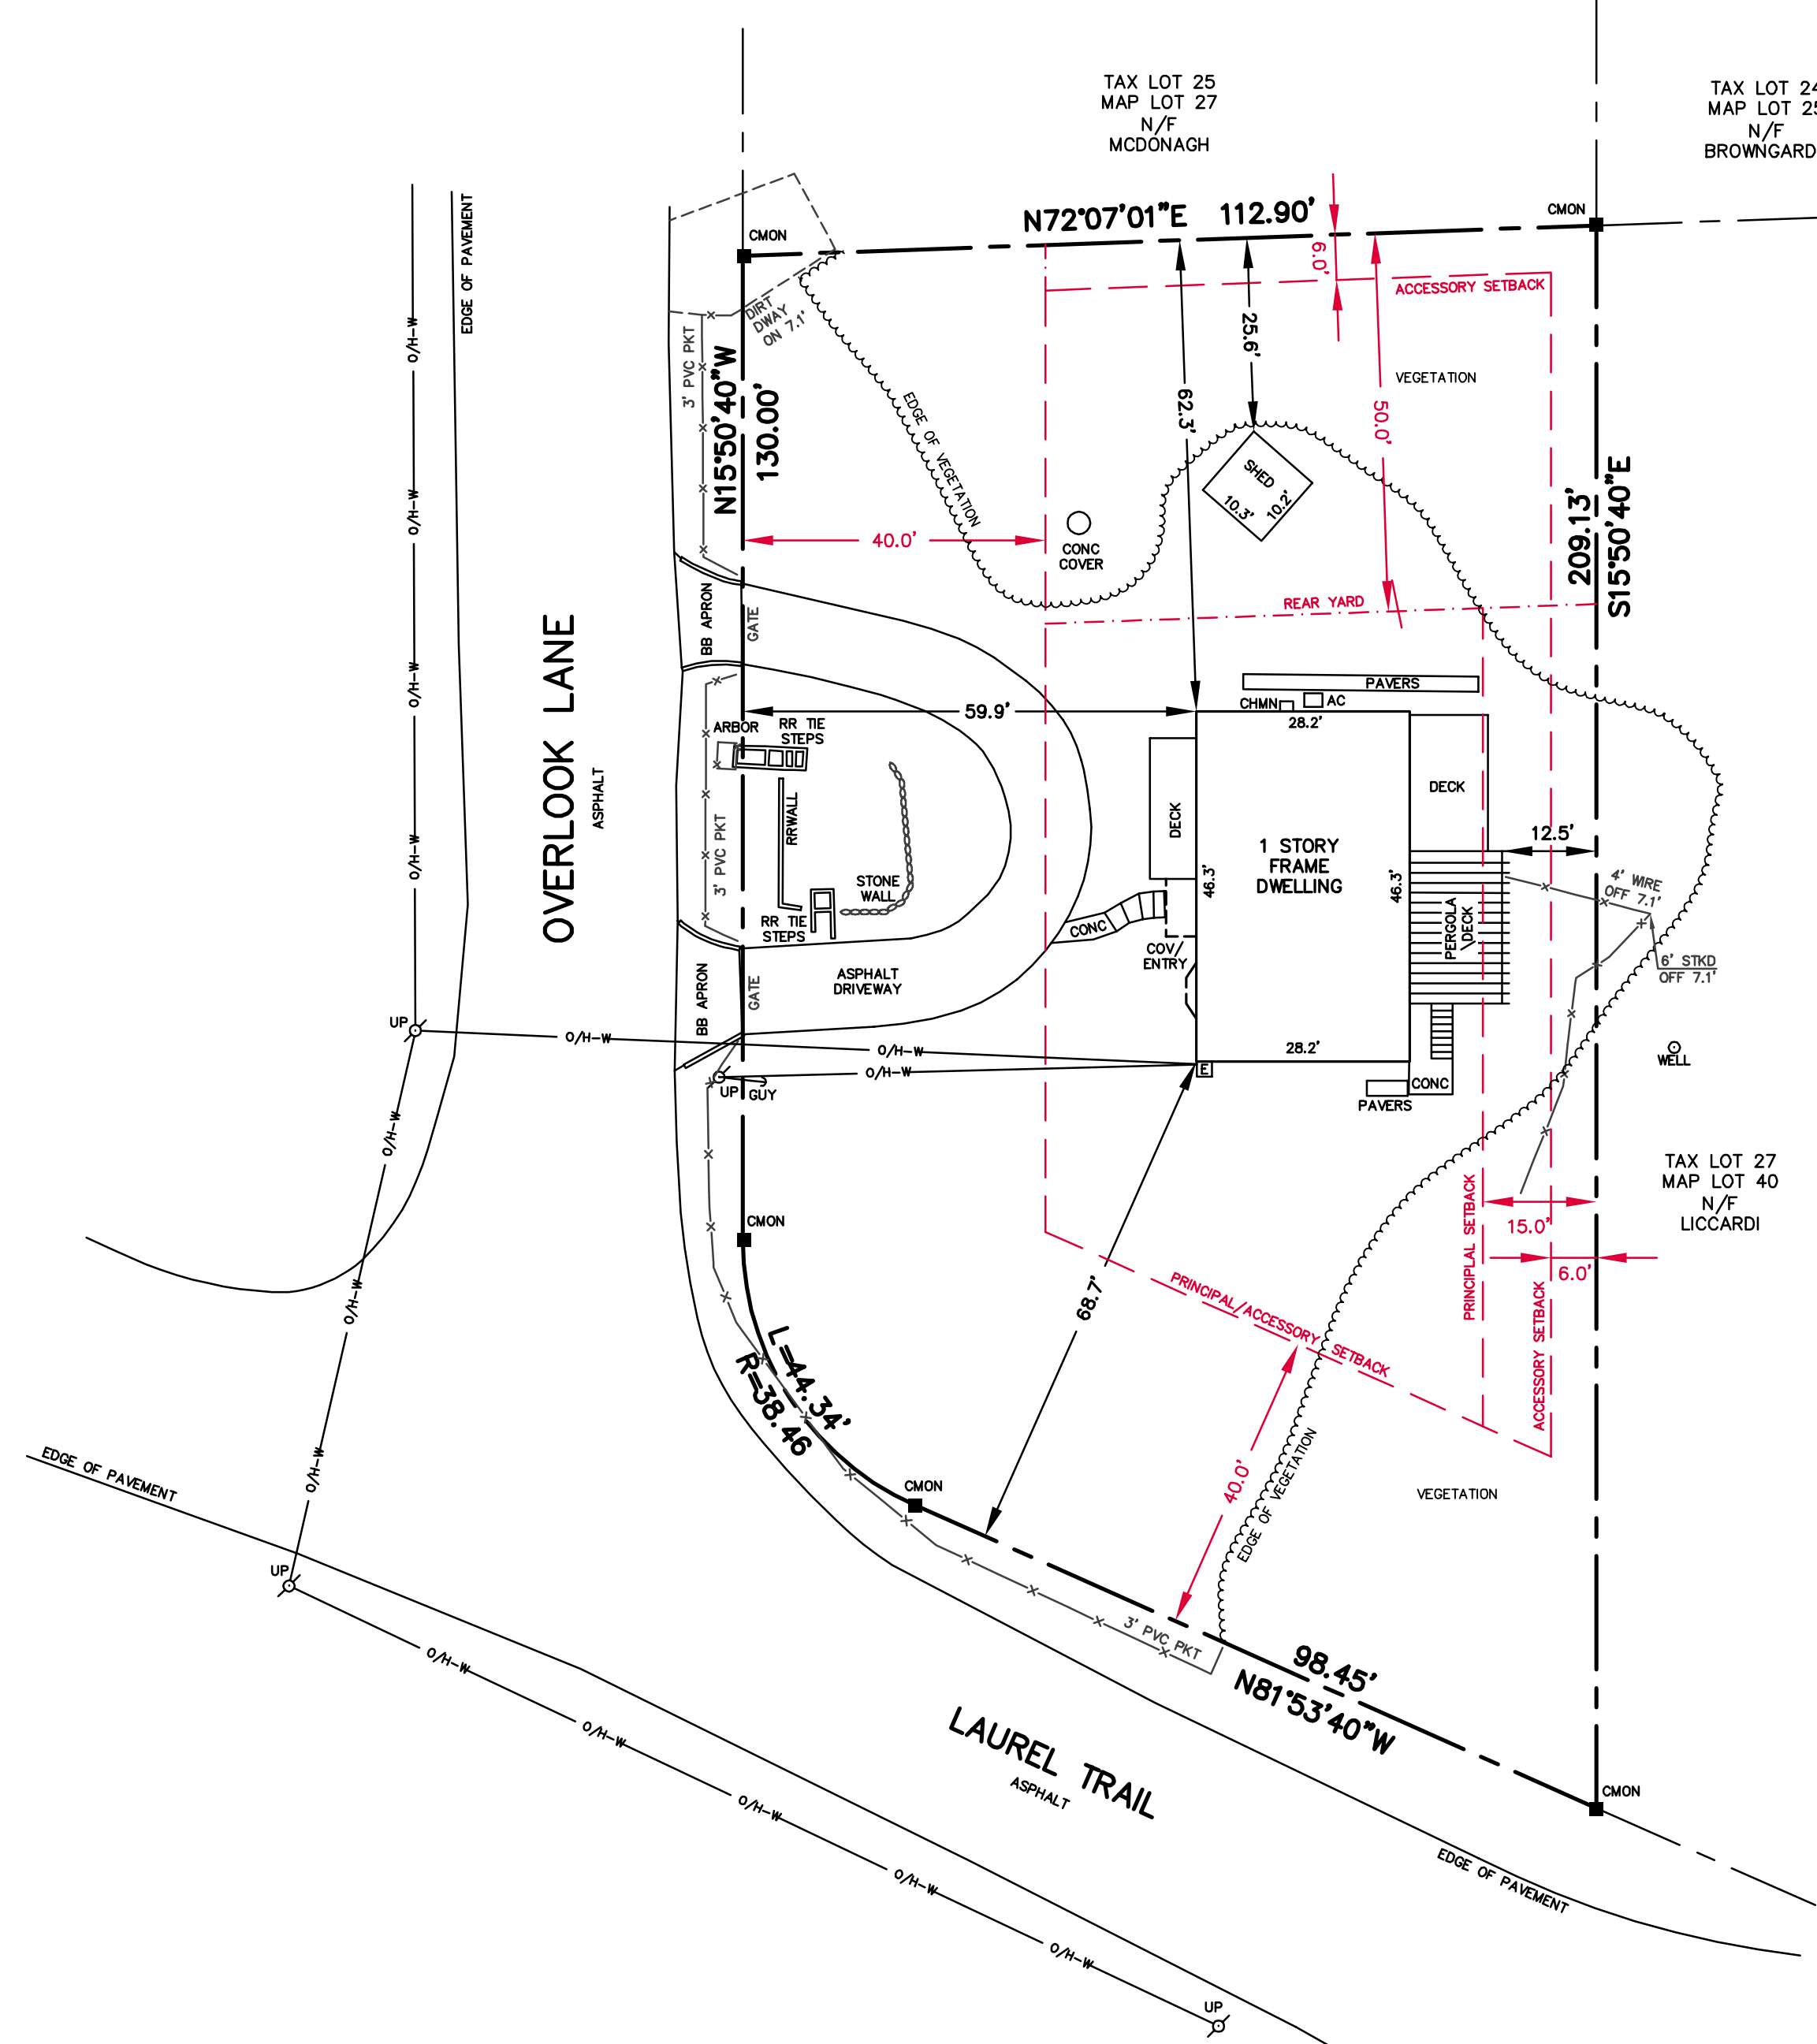 TAX LOT 25
MAP LOT 27
N/F
MCDONAGH
TAX LOT 24
MAP LOT 25
N/F
BROWNGARD
CMON
N72°07'01"E 112.90'
CMON
EDGE OF PAVEMENT
6.0'
ACCESSORY SETBACK
DIRT
DWAY
ON 7.1'
3' PVC PKT
N15°50'40"W
130.00'
25.6'
62.3'
50.0'
VEGETATION
EDGE OF VEGETATION
SHED
10.3'
10.2'
209.13'
S15°50'40"E
O/H-W
O/H-W
O/H-W
O/H-W
40.0'
CONC
COVER
REAR YARD
BB APRON
GATE
OVERLOOK LANE
ASPHALT
PAVERS
CHMN
AC
28.2'
59.9'
ARBOR
RR TIE
STEPS
RRWALL
3' PVC PKT
STONE
WALL
RR TIE
STEPS
DECK
DECK
1 STORY
FRAME
DWELLING
46.3'
46.3'
12.5'
4' WIRE
OFF 7.1'
PERGOLA
/DECK
6' STKD
OFF 7.1'
CONC
COV/
ENTRY
ASPHALT
DRIVEWAY
BB APRON
GATE
UP
O/H-W
O/H-W
O/H-W
28.2'
E
UP
GUY
CONC
PAVERS
WELL
O/H-W
TAX LOT 27
MAP LOT 40
N/F
LICCARDI
CMON
PRINCIPLAL SETBACK
15.0'
6.0'
ACCESSORY SETBACK
PRINCIPAL/ACCESSORY SETBACK
68.7'
O/H-W
L=44.34'
R=38.46
40.0'
EDGE OF VEGETATION
VEGETATION
EDGE OF PAVEMENT
O/H-W
CMON
UP
3' PVC PKT
98.45'
N81°53'40"W
O/H-W
O/H-W
LAUREL TRAIL
ASPHALT
CMON
O/H-W
O/H-W
EDGE OF PAVEMENT
O/H-W
UP